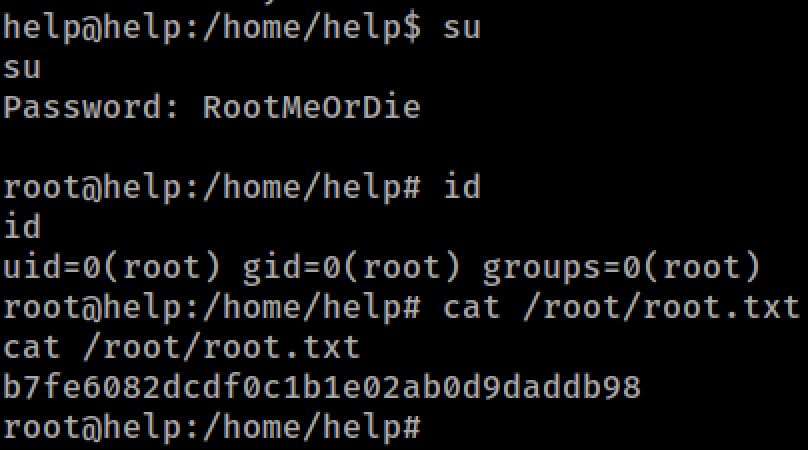 help@help:/home/help$ su
su
Password: RootMeOrDie
root@help:/home/help# id
id
uid=0(root) gid=0(root) groups=0(root)
root@help:/home/help# cat /root/root.txt
cat /root/root.txt
b7fe6082dcdf0c1b1e02ab0d9daddb98
root@help:/home/help#